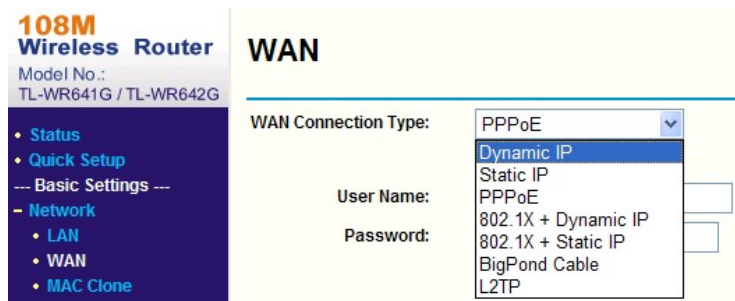 108M
Wireless Router
Model No.:
TL-WR641G / TL-WR642G
• Status
• Quick Setup
--- Basic Settings ---
– Network
• LAN
• WAN
• MAC Clone
WAN
WAN Connection Type:
PPPoE
Dynamic IP
Static IP
PPPoE
802.1X + Dynamic IP
802.1X + Static IP
BigPond Cable
L2TP
User Name:
Password: